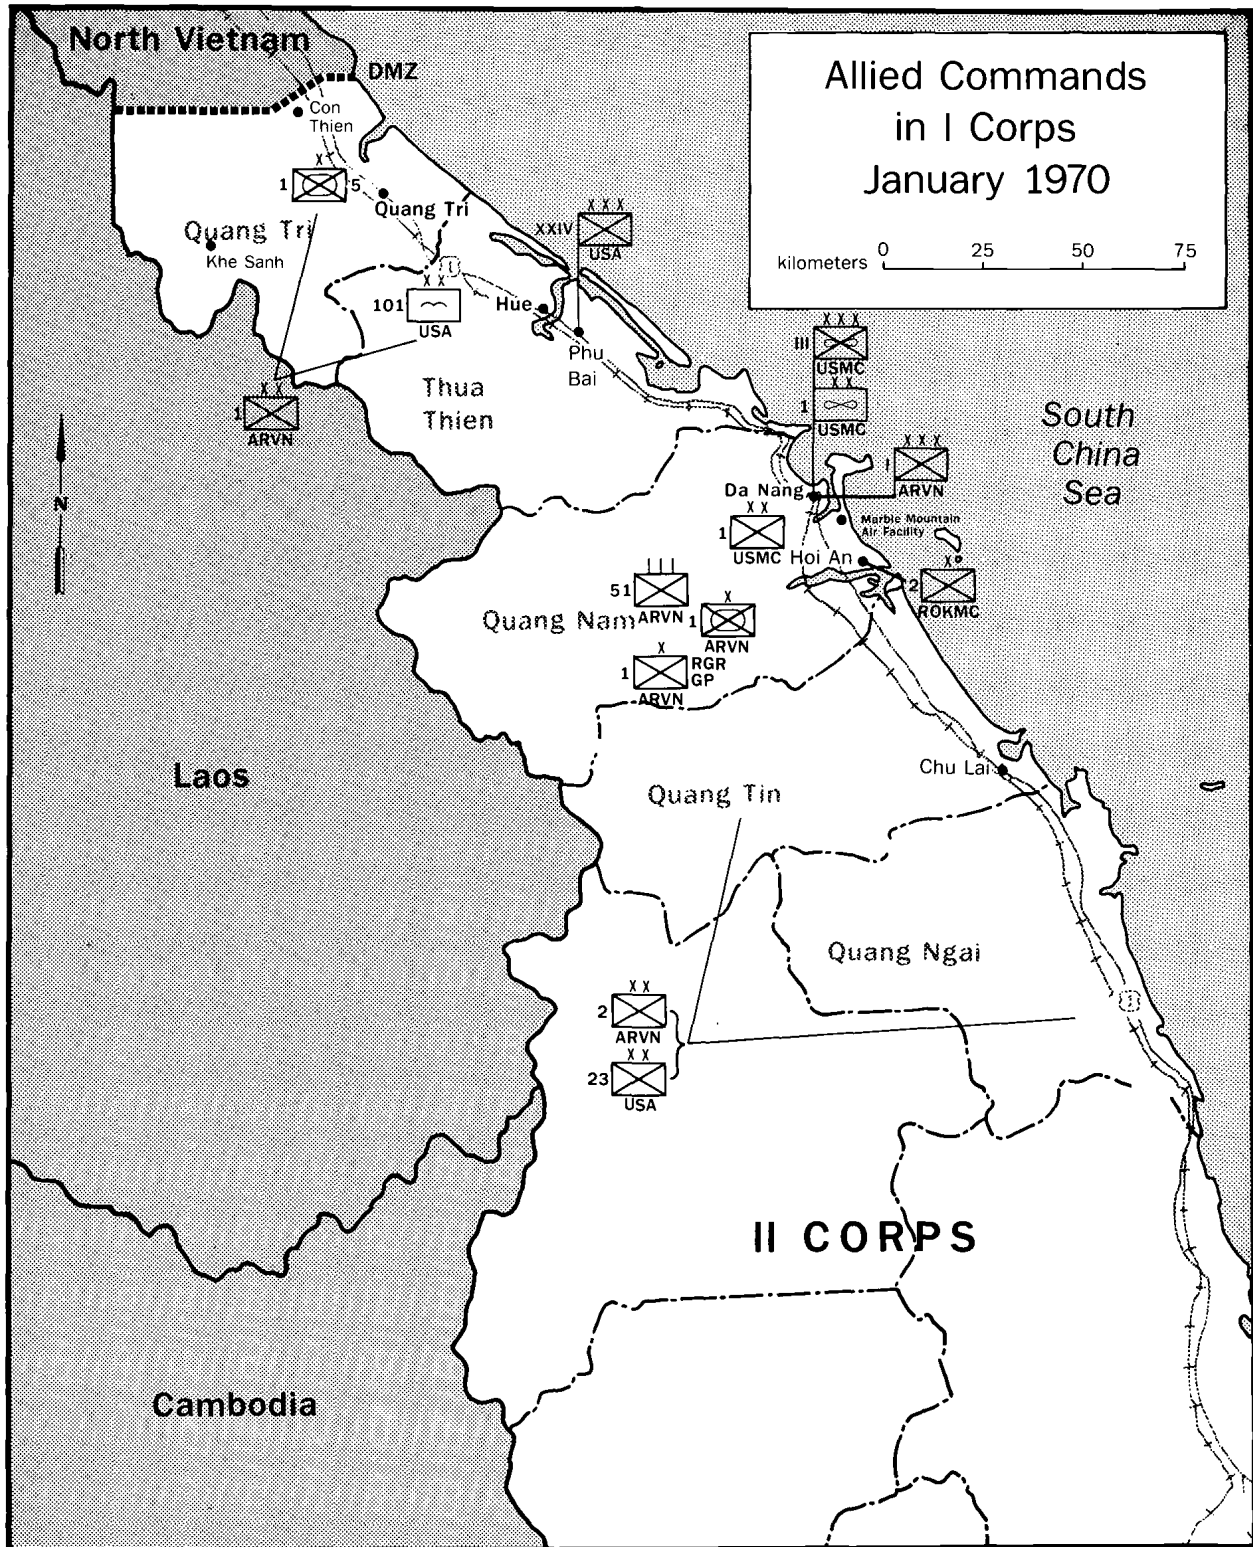 North Vietnam
DMZ
Allied Commands
in I Corps
January 1970
kilometers 0 25 50 75
Con
Thien
X
1 5
Quang Tri
Quang Tri
Khe Sanh
X X X
XXIV
USA
1
X X
101
USA
Hue
Phu
Bai
X X X
III
USMC
X X
1
USMC
Thua
Thien
X X
1
ARVN
South
China
Sea
X X X
I
ARVN
N
Da Nang
Marble Mountain
Air Facility
X X
1
USMC
Hoi An
X
2
ROKMC
51
ARVN
Quang Nam
X
1
ARVN
X
1 RGR
GP
ARVN
Laos
Chu Lai
Quang Tin
Quang Ngai
X X
2
ARVN
X X
23
USA
1
II CORPS
Cambodia